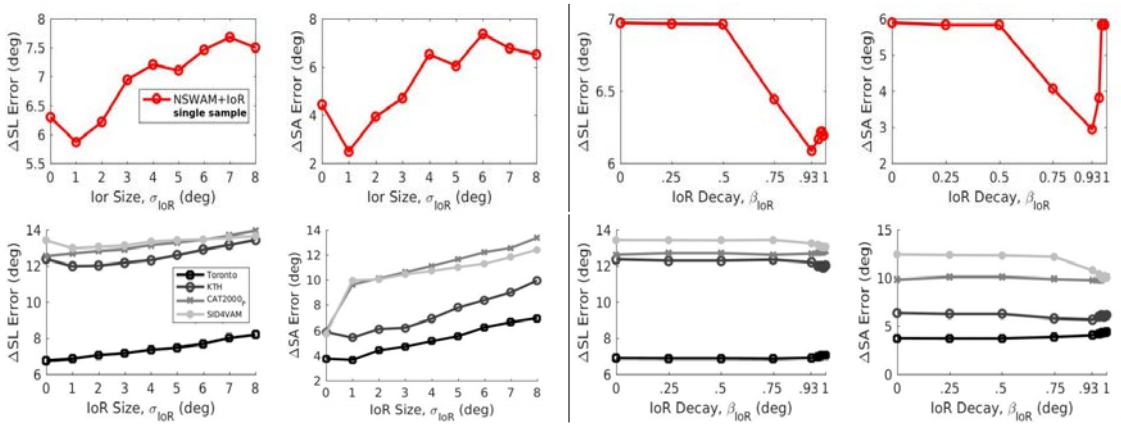 ΔSL Error (deg)
8
7.5
7
6.5
6
5.5
NSWAM+IoR
single sample
0 1 2 3 4 5 6 7 8
Ior Size, σIoR (deg)
ΔSA Error (deg)
8
6
4
2
0 1 2 3 4 5 6 7 8
Ior Size, σIoR (deg)
ΔSL Error (deg)
7
6.5
6
0 .25 .5 .75 .93 1
IoR Decay, βIoR
ΔSA Error (deg)
6
5
4
3
2
0 0.25 0.5 0.75 0.93 1
IoR Decay, βIoR
ΔSL Error (deg)
14
12
10
8
6
Toronto
KTH
CAT2000P
SID4VAM
0 1 2 3 4 5 6 7 8
IoR Size, σIoR (deg)
ΔSA Error (deg)
14
12
10
8
6
4
2
0 1 2 3 4 5 6 7 8
IoR Size, σIoR (deg)
ΔSL Error (deg)
14
12
10
8
6
0 .25 .5 .75 .93 1
IoR Decay, βIoR (deg)
ΔSA Error (deg)
15
10
5
0
0 .25 .5 .75 .93 1
IoR Decay, βIoR (deg)